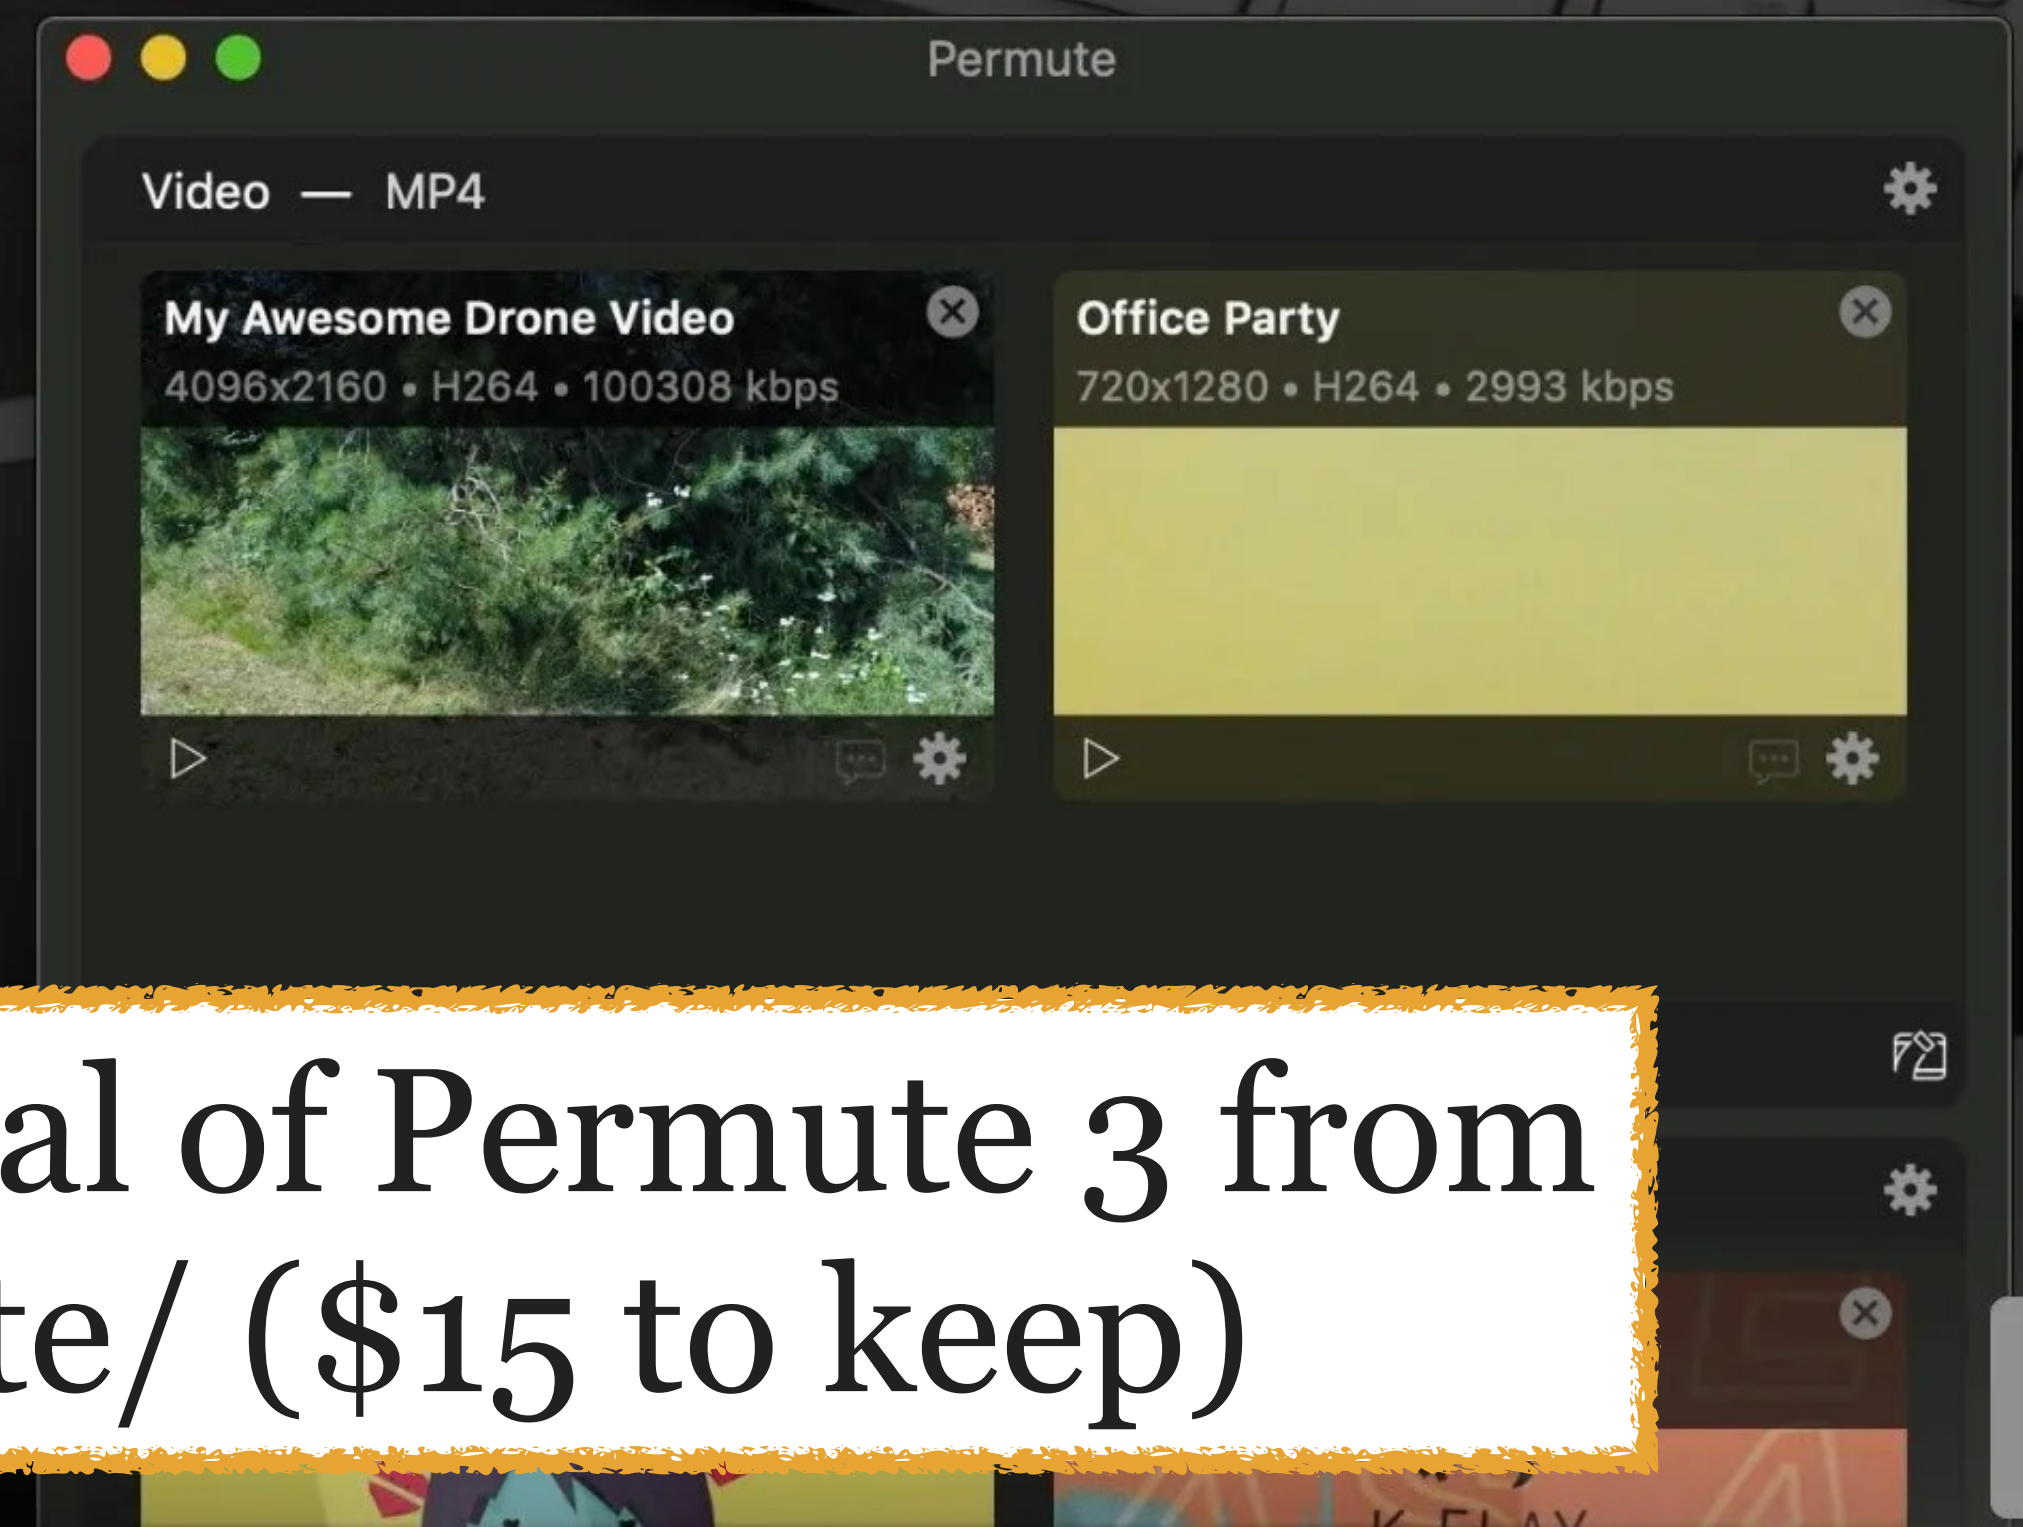 Permute
Video — MP4
My Awesome Drone Video
4096x2160 • H264 • 100308 kbps
Office Party
720x1280 • H264 • 2993 kbps
al of Permute 3 from
te/ ($15 to keep)
K.FLAY